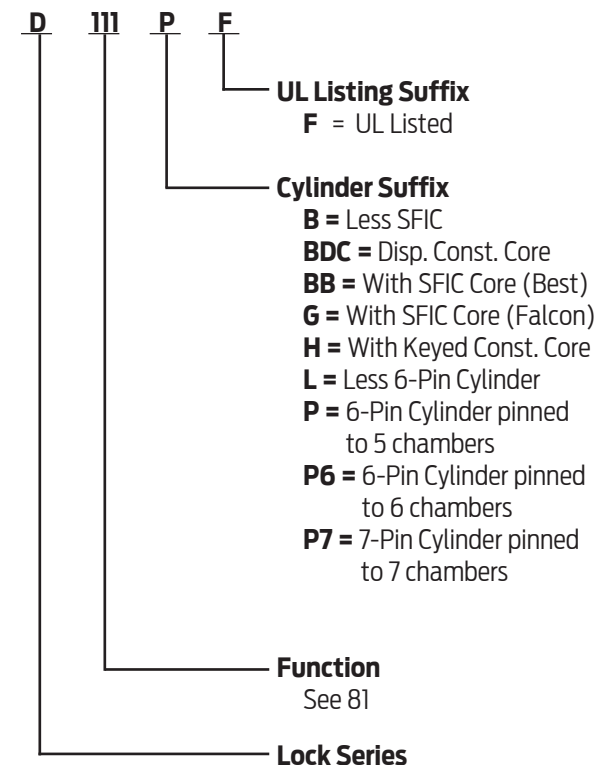 D 111 P F
UL Listing Suffix
F = UL Listed
Cylinder Suffix
B = Less SFIC
BDC = Disp. Const. Core
BB = With SFIC Core (Best)
G = With SFIC Core (Falcon)
H = With Keyed Const. Core
L = Less 6-Pin Cylinder
P = 6-Pin Cylinder pinned
to 5 chambers
P6 = 6-Pin Cylinder pinned
to 6 chambers
P7 = 7-Pin Cylinder pinned
to 7 chambers
Function
See 81
Lock Series